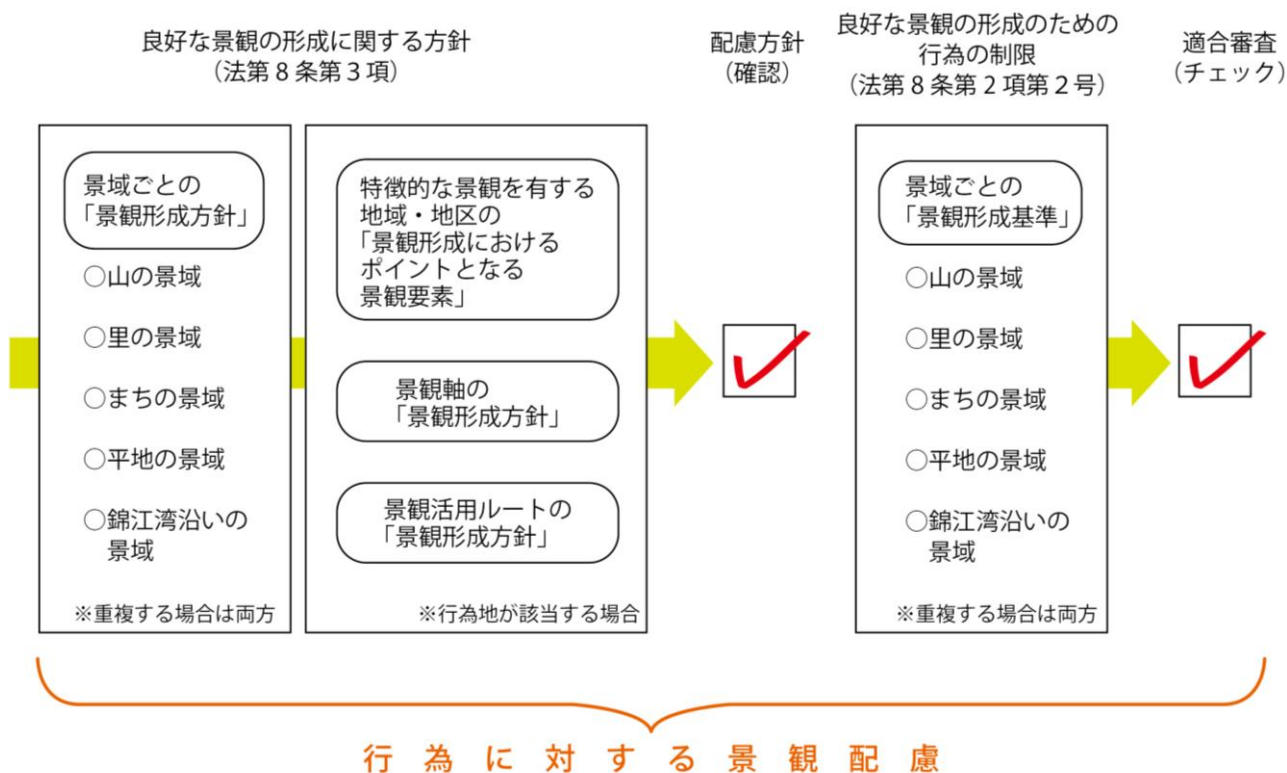 良好な景観の形成に関する方針
（法第8条第3項）
配慮方針
（確認）
良好な景観の形成のための
行為の制限
（法第8条第2項第2号）
適合審査
（チェック）
景域ごとの
「景観形成方針」
○山の景域
○里の景域
○まちの景域
○平地の景域
○錦江湾沿いの
景域
※重複する場合は両方
特徴的な景観を有する
地域・地区の
「景観形成における
ポイントとなる
景観要素」
景観軸の
「景観形成方針」
景観活用ルートの
「景観形成方針」
※行為地が該当する場合
景域ごとの
「景観形成基準」
○山の景域
○里の景域
○まちの景域
○平地の景域
○錦江湾沿いの
景域
※重複する場合は両方
行為に対する景観配慮